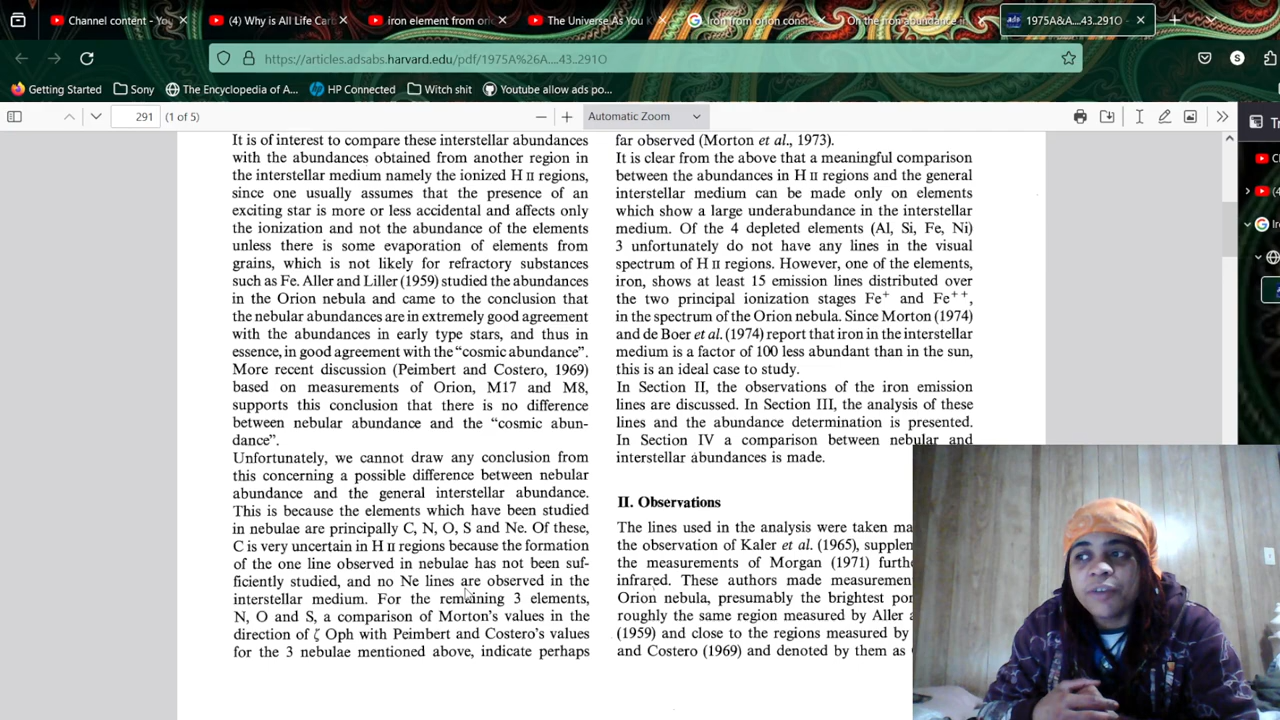 Channel content - You
(4) Why is All Life Car
iron element from ori
The Universe As You K
Iron from orion conste
On the iron abundance i
1975A&A....43..291O -
https://articles.adsabs.harvard.edu/pdf/1975A%26A....43..291O
Getting Started
Sony
The Encyclopedia of A...
HP Connected
Witch shit
Youtube allow ads po...
291
(1 of 5)
Automatic Zoom
It is of interest to compare these interstellar abundances
with the abundances obtained from another region in
the interstellar medium namely the ionized H II regions,
since one usually assumes that the presence of an
exciting star is more or less accidental and affects only
the ionization and not the abundance of the elements
unless there is some evaporation of elements from
grains, which is not likely for refractory substances
such as Fe. Aller and Liller (1959) studied the abundances
in the Orion nebula and came to the conclusion that
the nebular abundances are in extremely good agreement
with the abundances in early type stars, and thus in
essence, in good agreement with the “cosmic abundance”.
More recent discussion (Peimbert and Costero, 1969)
based on measurements of Orion, M17 and M8,
supports this conclusion that there is no difference
between nebular abundance and the “cosmic abun-
dance”.
Unfortunately, we cannot draw any conclusion from
this concerning a possible difference between nebular
abundance and the general interstellar abundance.
This is because the elements which have been studied
in nebulae are principally C, N, O, S and Ne. Of these,
C is very uncertain in H II regions because the formation
of the one line observed in nebulae has not been suf-
ficiently studied, and no Ne lines are observed in the
interstellar medium. For the remaining 3 elements,
N, O and S, a comparison of Morton's values in the
direction of ζ Oph with Peimbert and Costero's values
for the 3 nebulae mentioned above, indicate perhaps
far observed (Morton et al., 1973).
It is clear from the above that a meaningful comparison
between the abundances in H II regions and the general
interstellar medium can be made only on elements
which show a large underabundance in the interstellar
medium. Of the 4 depleted elements (Al, Si, Fe, Ni)
3 unfortunately do not have any lines in the visual
spectrum of H II regions. However, one of the elements,
iron, shows at least 15 emission lines distributed over
the two principal ionization stages Fe⁺ and Fe⁺⁺,
in the spectrum of the Orion nebula. Since Morton (1974)
and de Boer et al. (1974) report that iron in the interstellar
medium is a factor of 100 less abundant than in the sun,
this is an ideal case to study.
In Section II, the observations of the iron emission
lines are discussed. In Section III, the analysis of these
lines and the abundance determination is presented.
In Section IV a comparison between nebular and
interstellar abundances is made.
II. Observations
The lines used in the analysis were taken ma
the observation of Kaler et al. (1965), supplem
the measurements of Morgan (1971) furth
infrared. These authors made measuremen
Orion nebula, presumably the brightest por
roughly the same region measured by Aller a
(1959) and close to the regions measured by
and Costero (1969) and denoted by them as